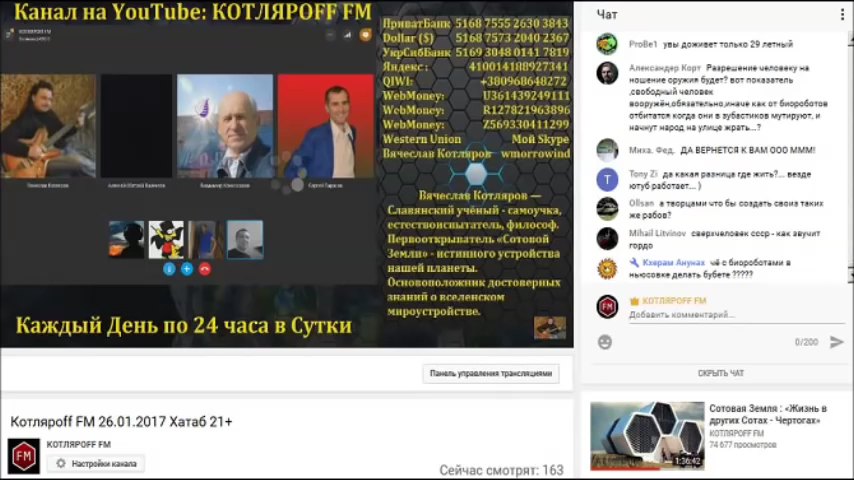 Канал на YouTube: КОТЛЯРОFF FM
ПриватБанк 5168 7555 2630 3843
Dollar ($) 5168 7573 2040 2367
УкрСибБанк 5169 3048 0141 7819
Яндекс: 410014188927341
QIWI: +380968648272
WebMoney: U361439249111
WebMoney: R127821963896
WebMoney: Z569330411299
Western Union Мой Skype
Вячеслав Котляров wmorrowind
Вячеслав Котляров —
Славянский учёный - самоучка,
естествоиспытатель, философ.
Первооткрыватель «Сотовой
Земли» - истинного устройства
нашей планеты.
Основоположник достоверных
знаний о вселенском
мироустройстве.
Каждый День по 24 часа в Сутки
Панель управления трансляциями
Котляроff FM 26.01.2017 Хатаб 21+
FM
КОТЛЯРОFF FM
Настройки канала
Сейчас смотрят: 163
Чат
ProBe1 увы доживет только 29 летный
Александер Корт Разрешение человеку на
ношение оружия будет? вот показатель
,свободный человек
вооружён,обязательно,иначе как от биороботов
отбитатся когда они в зубастиков мутируют, и
начнут народ на улице жрать...?
Миха. Фед. ДА ВЕРНЕТСЯ К ВАМ ООО МММ!
T
Tony Zi да какая разница где жить?... везде
ютуб работает... )
Ollsan а творцами что бы создать своиз таких
же рабов?
Mihail Litvinov сверхчеловек ссср - как звучит
гордо
Кхерам Анунах чё с биороботами в
ньюсовке делать бубете ?????
FM
КОТЛЯРОFF FM
Добавить комментарий...
0/200
СКРЫТЬ ЧАТ
Сотовая Земля : «Жизнь в
других Сотах - Чертогах»
КОТЛЯРОFF FM
74 677 просмотров
1:36:42